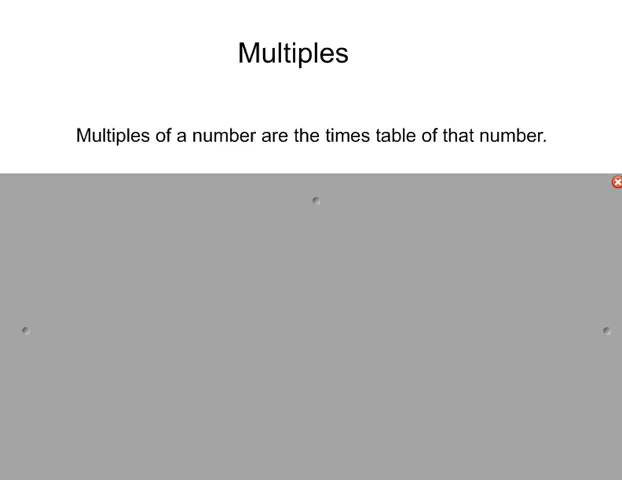 Multiples
Multiples of a number are the times table of that number.